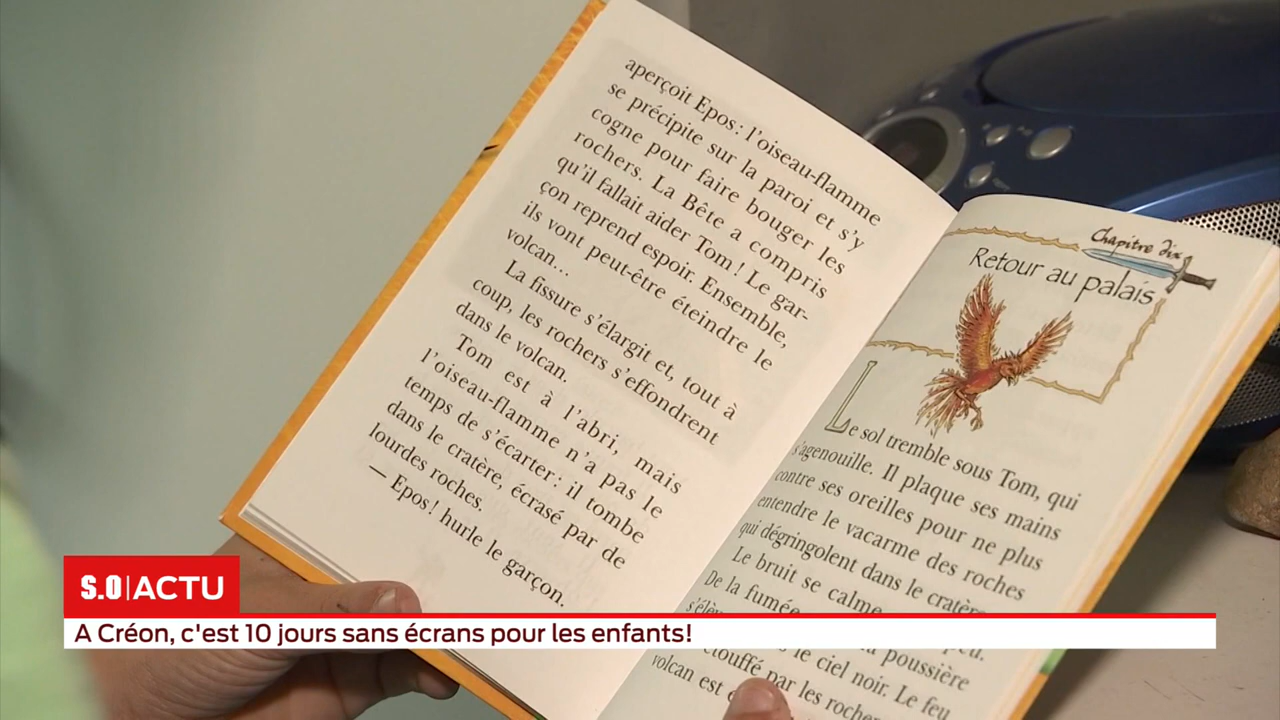 aperçoit Epos : l'oiseau-flamme
se précipite sur la paroi et s'y
cogne pour faire bouger les
rochers. La Bête a compris
qu'il fallait aider Tom ! Le gar-
çon reprend espoir. Ensemble,
ils vont peut-être éteindre le
volcan...
La fissure s'élargit et, tout à
coup, les rochers s'effondrent
dans le volcan.
Tom est à l'abri, mais
l'oiseau-flamme n'a pas le
temps de s'écarter : il tombe
dans le cratère, écrasé par de
lourdes roches.
— Epos ! hurle le garçon.
Chapitre dix
Retour au palais
Le sol tremble sous Tom, qui
s'agenouille. Il plaque ses mains
contre ses oreilles pour ne plus
entendre le vacarme des roches
qui dégringolent dans le cratère
Le bruit se calme peu.
De la fumée la poussière
le ciel noir. Le feu
étouffé par les rochers
volcan est
S.O|ACTU
A Créon, c'est 10 jours sans écrans pour les enfants!